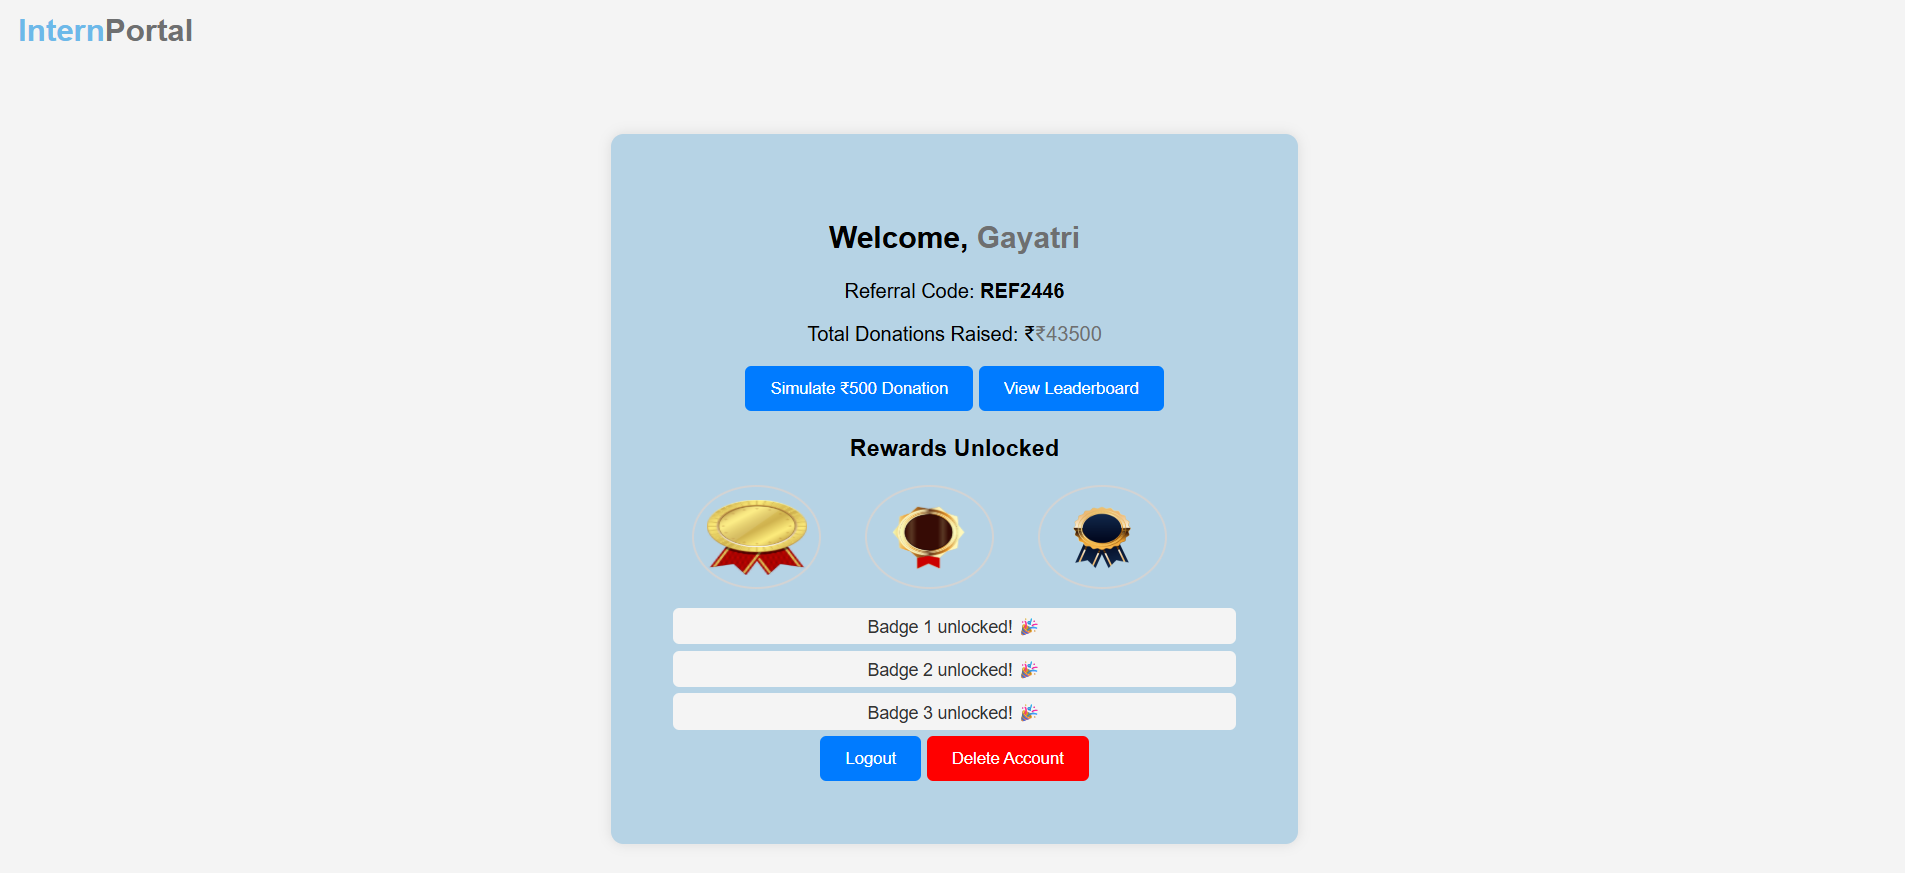 InternPortal
Welcome, Gayatri
Referral Code: REF2446
Total Donations Raised: ₹₹43500
Simulate ₹500 Donation View Leaderboard
Rewards Unlocked
Badge 1 unlocked! 🎉
Badge 2 unlocked! 🎉
Badge 3 unlocked! 🎉
Logout Delete Account